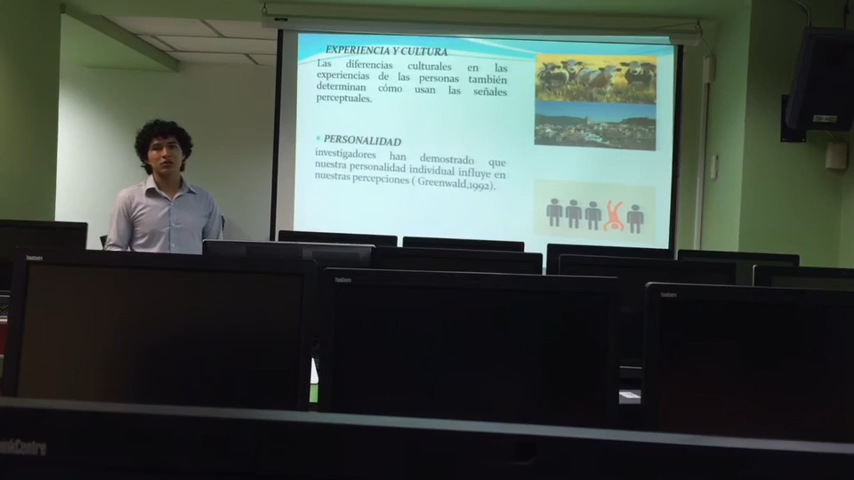 EXPERIENCIA Y CULTURA
Las diferencias culturales en las
experiencias de las personas también
determinan cómo usan las señales
perceptuales.
PERSONALIDAD
investigadores han demostrado que
nuestra personalidad individual influye en
nuestras percepciones ( Greenwald,1992).